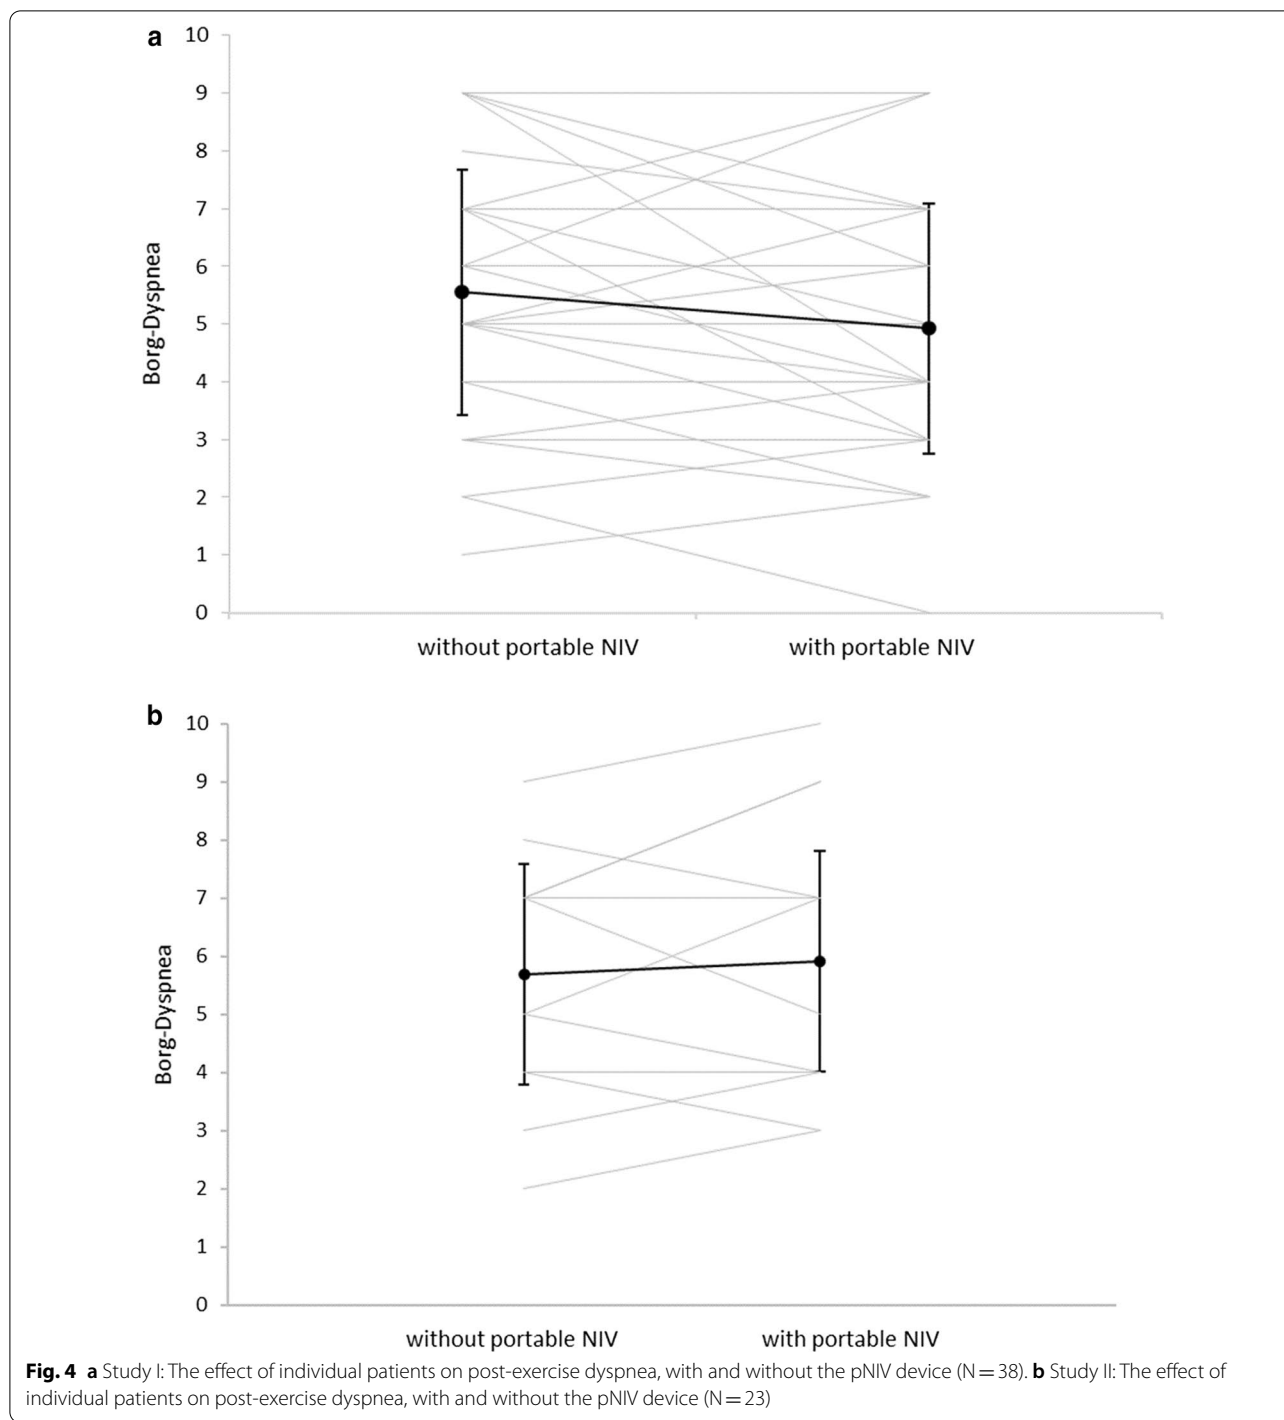 a
10
9
8
7
6
5
4
3
2
1
0
Borg-Dyspnea
without portable NIV
with portable NIV
b
10
9
8
7
6
5
4
3
2
1
0
Borg-Dyspnea
without portable NIV
with portable NIV
Fig. 4 a Study I: The effect of individual patients on post-exercise dyspnea, with and without the pNIV device (N = 38). b Study II: The effect of
individual patients on post-exercise dyspnea, with and without the pNIV device (N = 23)